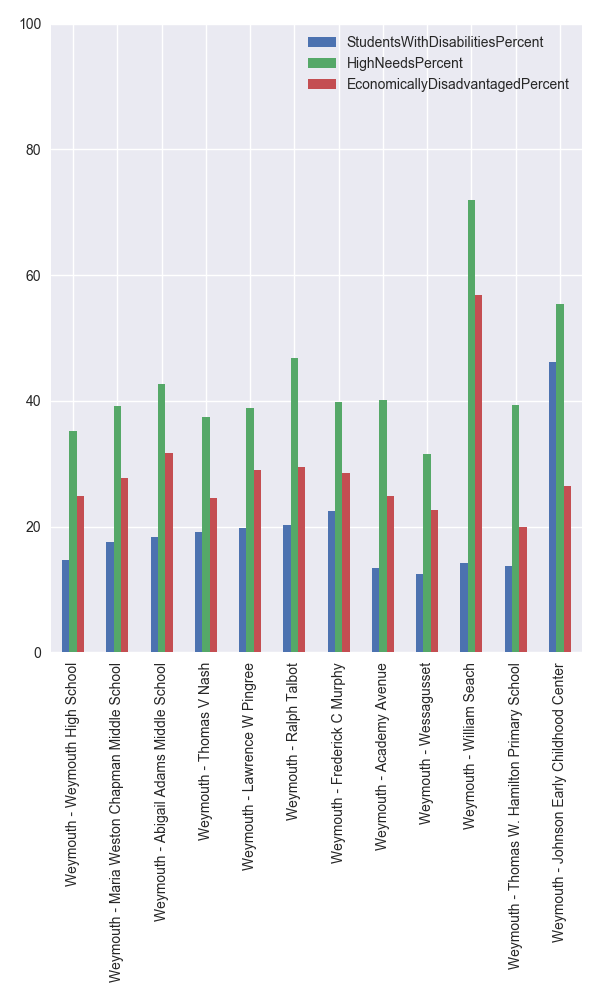 100
80
60
40
20
0
StudentsWithDisabilitiesPercent
HighNeedsPercent
EconomicallyDisadvantagedPercent
Weymouth - Weymouth High School
Weymouth - Maria Weston Chapman Middle School
Weymouth - Abigail Adams Middle School
Weymouth - Thomas V Nash
Weymouth - Lawrence W Pingree
Weymouth - Ralph Talbot
Weymouth - Frederick C Murphy
Weymouth - Academy Avenue
Weymouth - Wessagusset
Weymouth - William Seach
Weymouth - Thomas W. Hamilton Primary School
Weymouth - Johnson Early Childhood Center